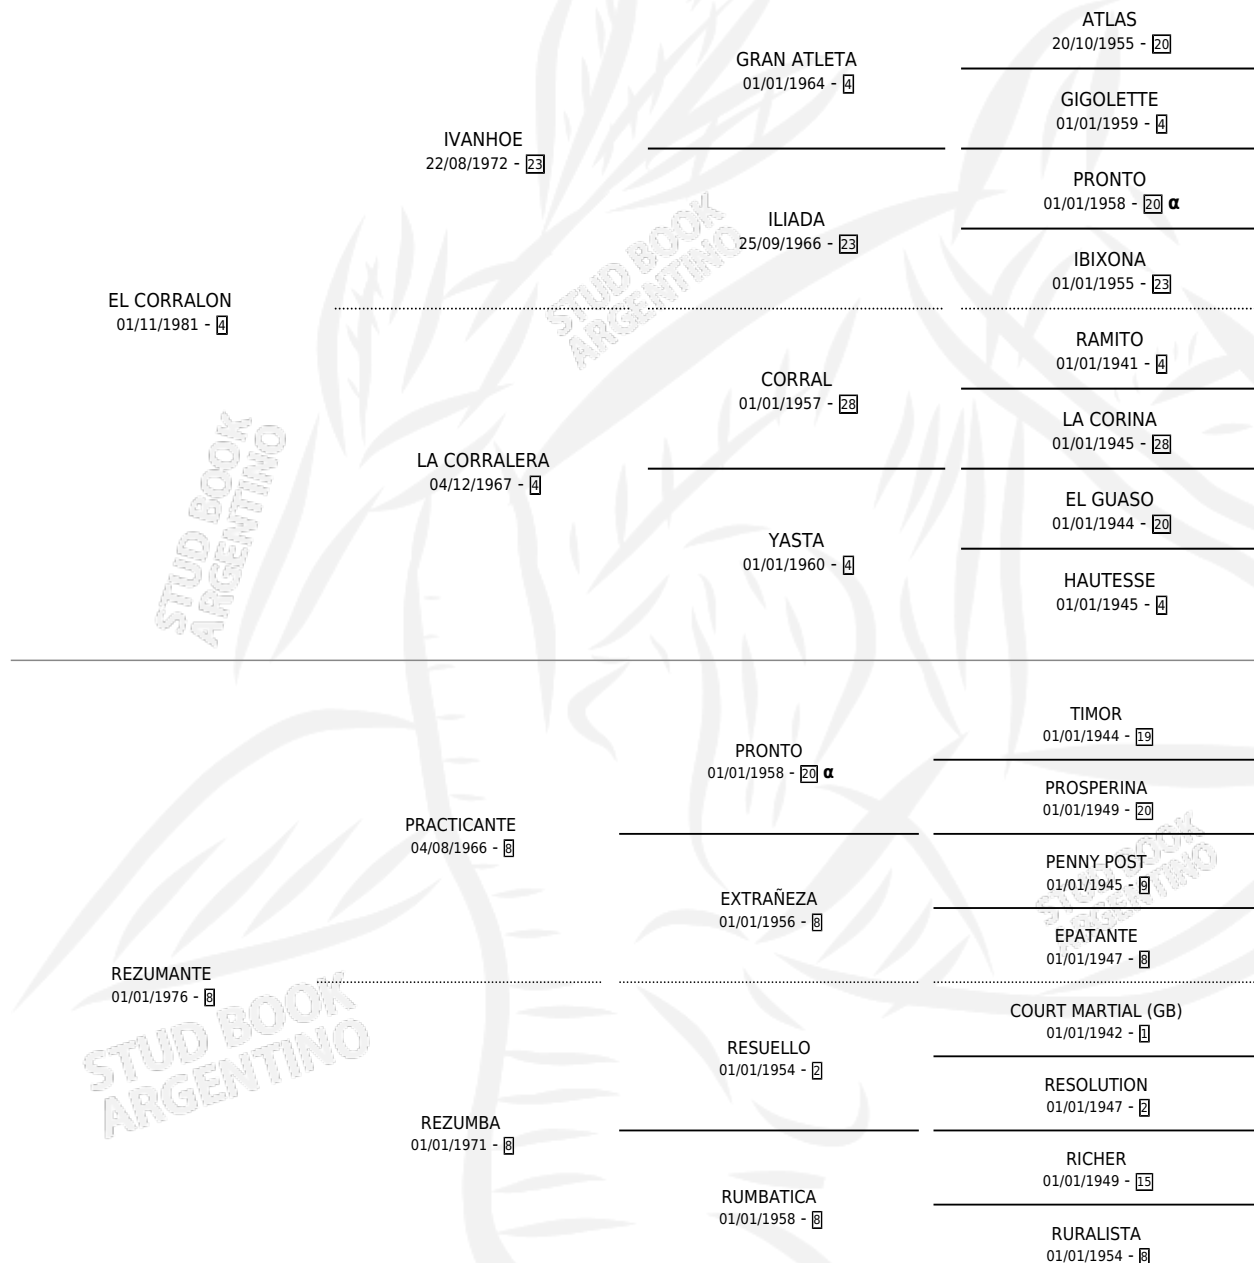 ATLAS
20/10/1955 - 20
GRAN ATLETA
01/01/1964 - 4
GIGOLETTE
01/01/1959 - 4
IVANHOE
22/08/1972 - 23
PRONTO
01/01/1958 - 20 α
ILIADA
25/09/1966 - 23
IBIXONA
01/01/1955 - 23
EL CORRALON
01/11/1981 - 4
RAMITO
01/01/1941 - 4
CORRAL
01/01/1957 - 28
LA CORINA
01/01/1945 - 28
LA CORRALERA
04/12/1967 - 4
EL GUASO
01/01/1944 - 20
YASTA
01/01/1960 - 4
HAUTESSE
01/01/1945 - 4
TIMOR
01/01/1944 - 19
PRONTO
01/01/1958 - 20 α
PROSPERINA
01/01/1949 - 20
PRACTICANTE
04/08/1966 - 8
PENNY POST
01/01/1945 - 9
EXTRAÑEZA
01/01/1956 - 8
EPATANTE
01/01/1947 - 8
REZUMANTE
01/01/1976 - 8
COURT MARTIAL (GB)
01/01/1942 - 1
RESUELLO
01/01/1954 - 2
RESOLUTION
01/01/1947 - 2
REZUMBA
01/01/1971 - 8
RICHER
01/01/1949 - 15
RUMBATICA
01/01/1958 - 8
RURALISTA
01/01/1954 - 8
STUD BOOK
ARGENTINO
STUD BOOK
ARGENTINO
STUD BOOK
ARGENTINO
STUD BOOK
ARGENTINO